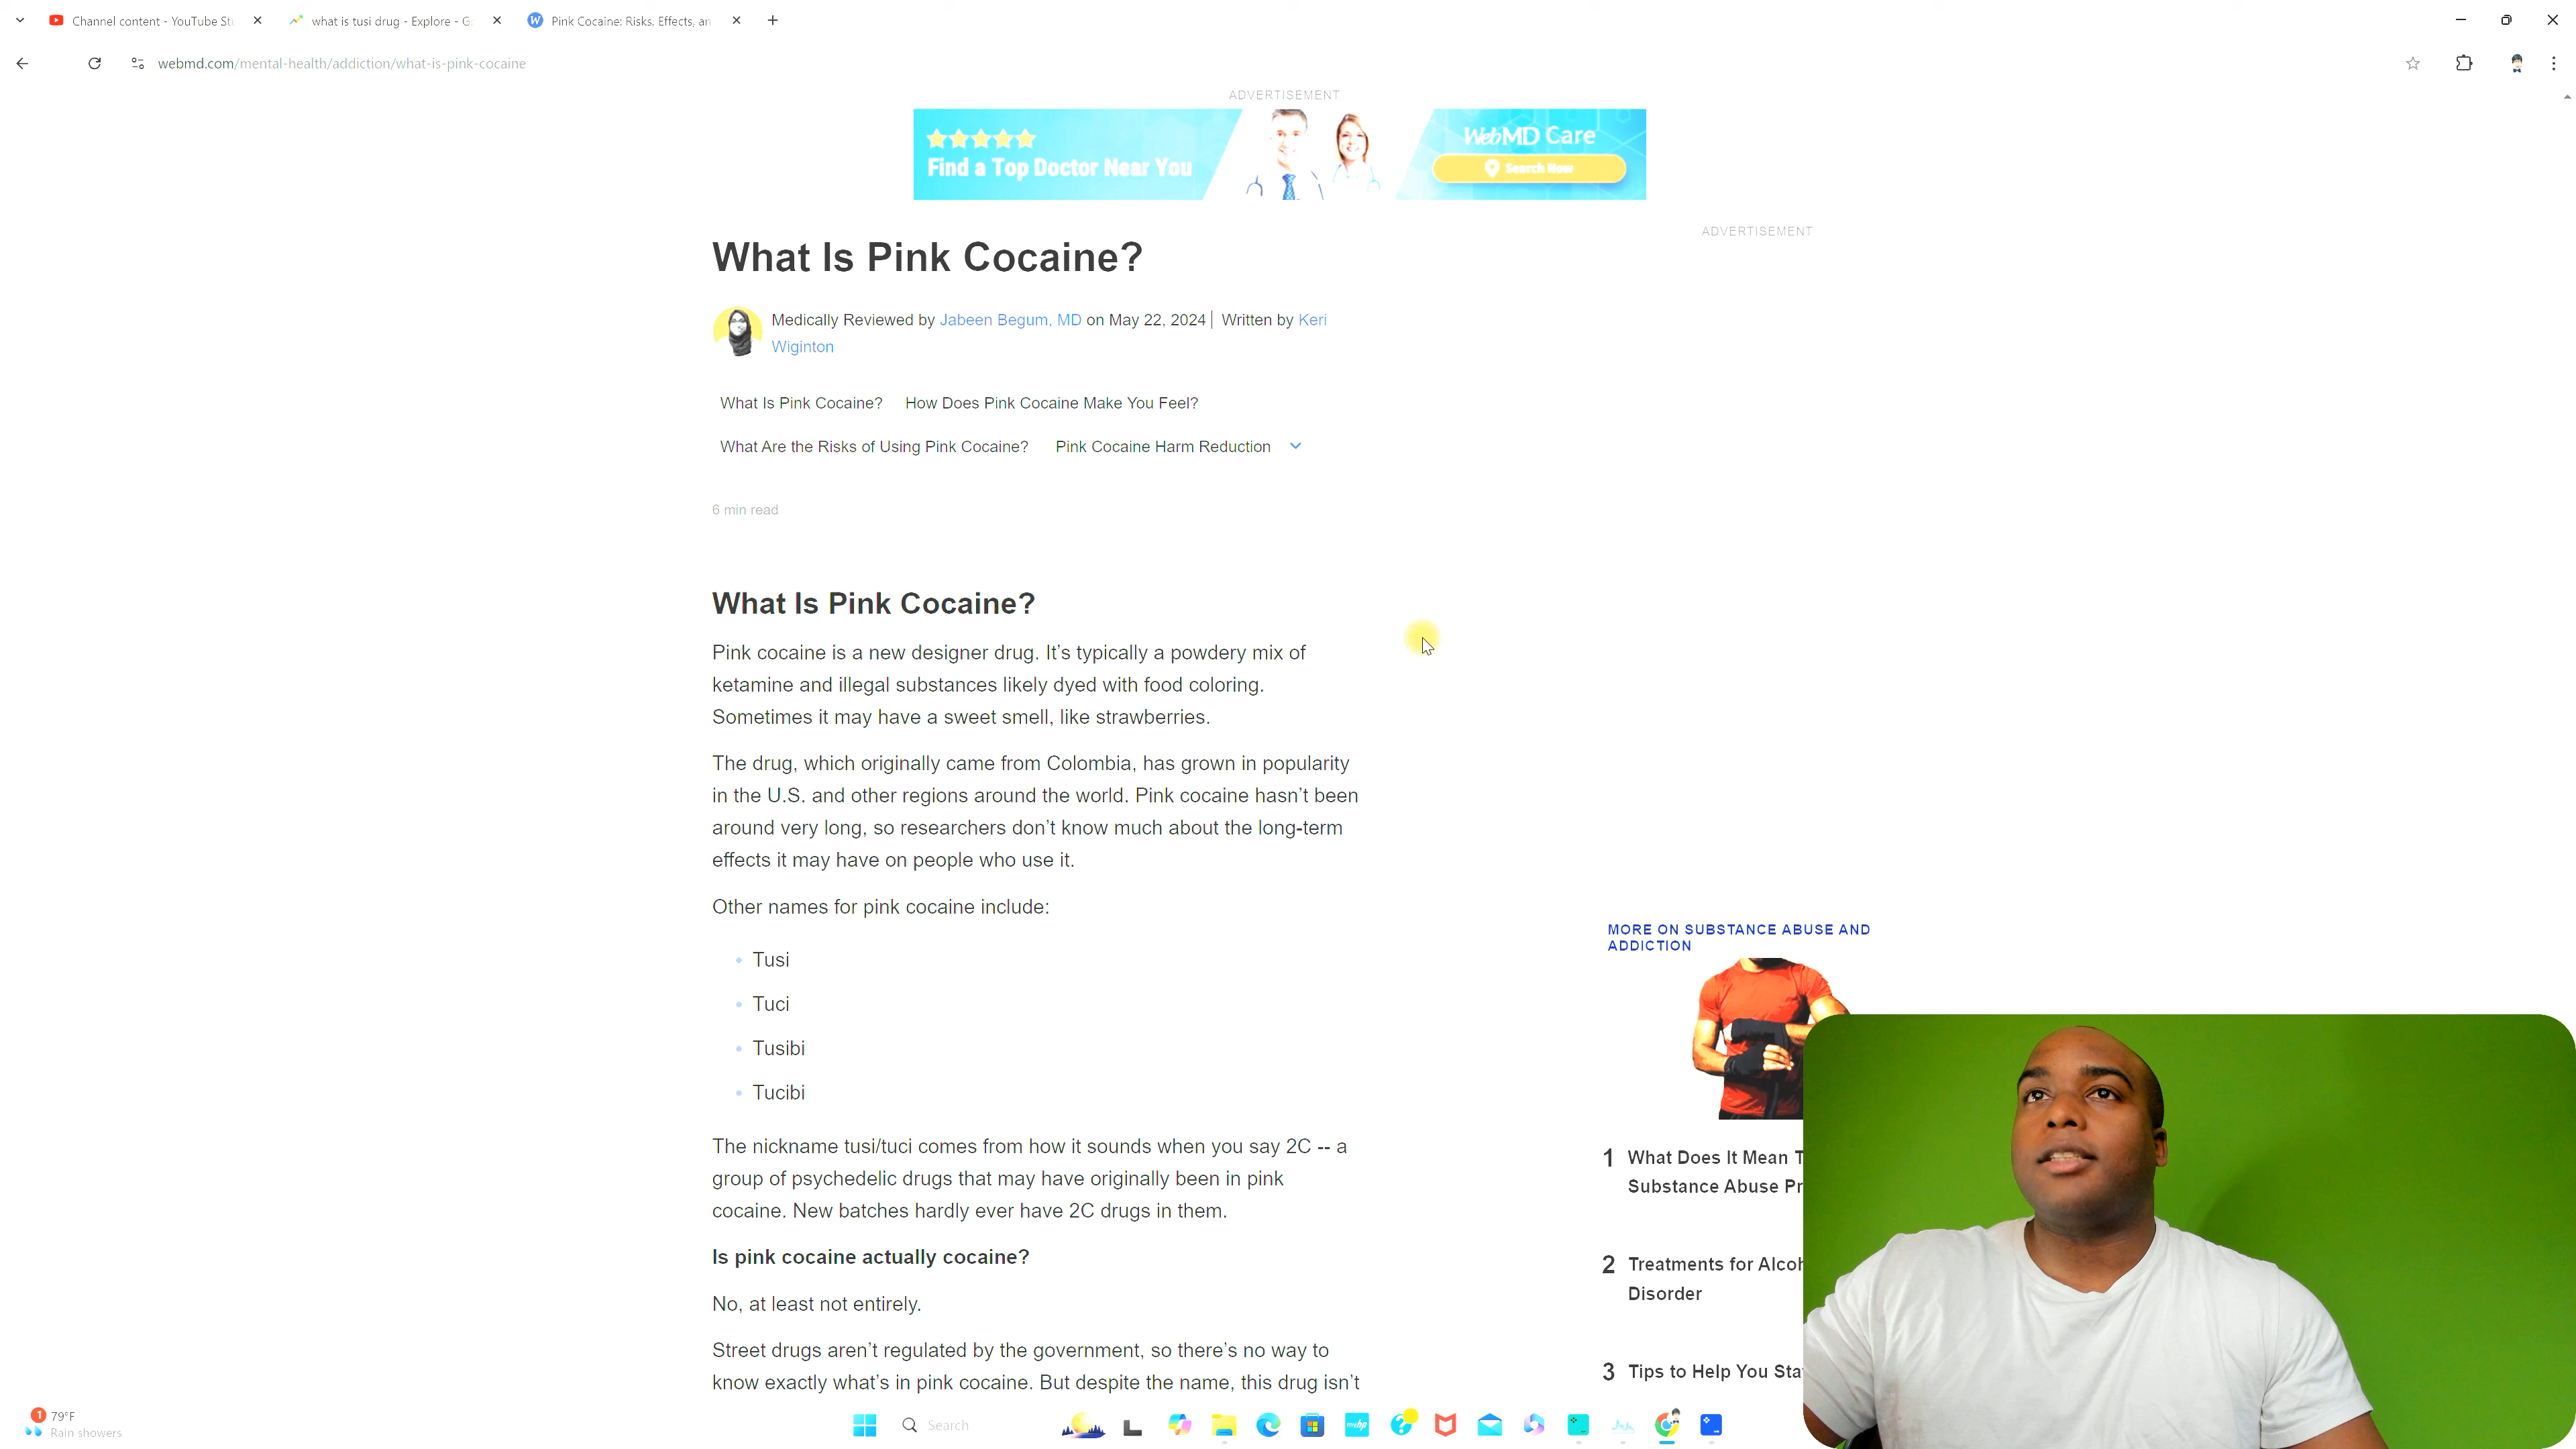 Channel content - YouTube St
what is tusi drug - Explore - G
Pink Cocaine: Risks, Effects, an
webmd.com/mental-health/addiction/what-is-pink-cocaine
ADVERTISEMENT
Find a Top Doctor Near You
WebMD Care
Search Now
ADVERTISEMENT
What Is Pink Cocaine?
Medically Reviewed by Jabeen Begum, MD on May 22, 2024 | Written by Keri
Wiginton
What Is Pink Cocaine? How Does Pink Cocaine Make You Feel?
What Are the Risks of Using Pink Cocaine? Pink Cocaine Harm Reduction
6 min read
What Is Pink Cocaine?
Pink cocaine is a new designer drug. It's typically a powdery mix of
ketamine and illegal substances likely dyed with food coloring.
Sometimes it may have a sweet smell, like strawberries.
The drug, which originally came from Colombia, has grown in popularity
in the U.S. and other regions around the world. Pink cocaine hasn't been
around very long, so researchers don't know much about the long-term
effects it may have on people who use it.
Other names for pink cocaine include:
Tusi
Tuci
Tusibi
Tucibi
The nickname tusi/tuci comes from how it sounds when you say 2C -- a
group of psychedelic drugs that may have originally been in pink
cocaine. New batches hardly ever have 2C drugs in them.
Is pink cocaine actually cocaine?
No, at least not entirely.
Street drugs aren't regulated by the government, so there's no way to
know exactly what's in pink cocaine. But despite the name, this drug isn't
MORE ON SUBSTANCE ABUSE AND
ADDICTION
1 What Does It Mean T
Substance Abuse Pr
2 Treatments for Alcoh
Disorder
3 Tips to Help You Sta
1
79°F
Rain showers
Search
myhp